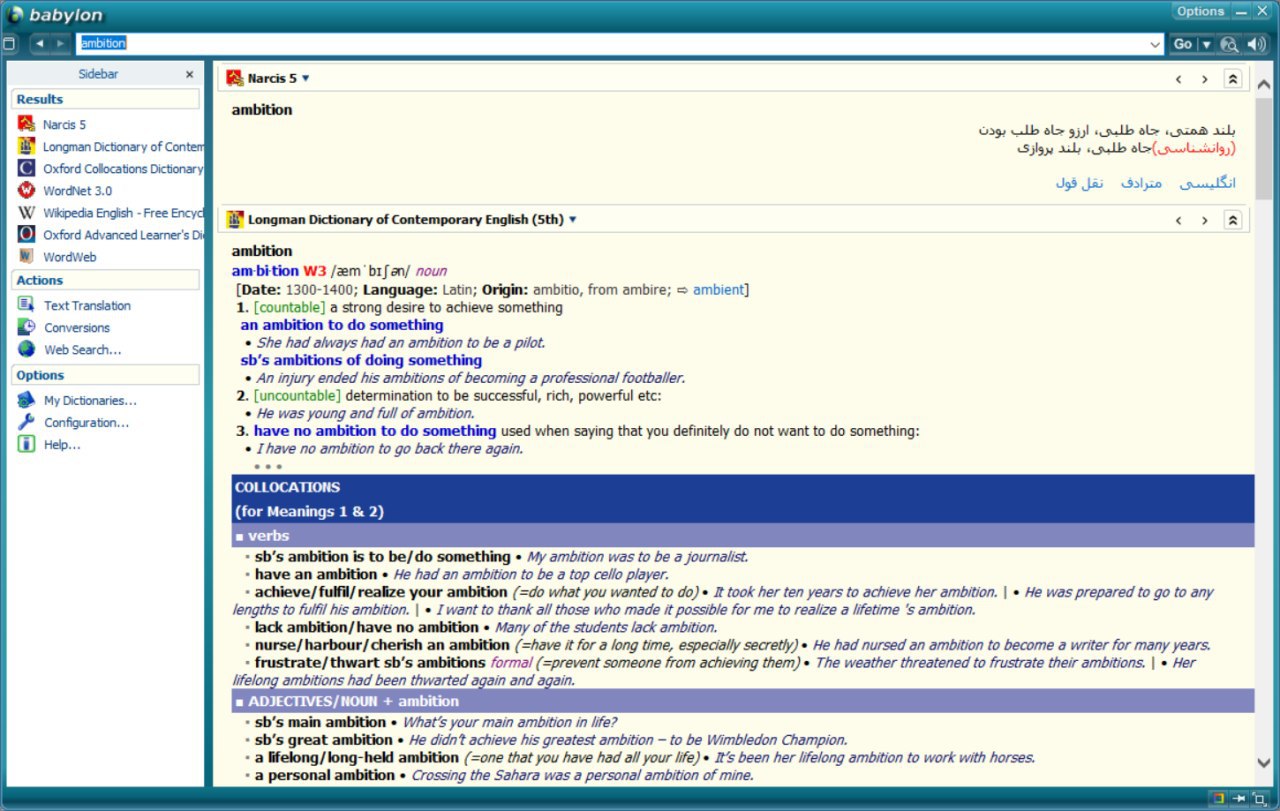 babylon
Options
ambition
Go
Sidebar
Results
Narcis 5
Longman Dictionary of Contem
Oxford Collocations Dictionary
WordNet 3.0
Wikipedia English - Free Encycl
Oxford Advanced Learner's Di
WordWeb
Actions
Text Translation
Conversions
Web Search...
Options
My Dictionaries...
Configuration...
Help...
Narcis 5
ambition
بلند همتی، جاه طلبی، ارزو جاه طلب بودن
(روانشناسی)جاه طلبی، بلند پروازی
انگلیسی مترادف نقل قول
Longman Dictionary of Contemporary English (5th)
ambition
am·bi·tion W3 /æmˈbɪʃən/ noun
[Date: 1300-1400; Language: Latin; Origin: ambitio, from ambire; ⇨ ambient]
1. [countable] a strong desire to achieve something
an ambition to do something
• She had always had an ambition to be a pilot.
sb's ambitions of doing something
• An injury ended his ambitions of becoming a professional footballer.
2. [uncountable] determination to be successful, rich, powerful etc:
• He was young and full of ambition.
3. have no ambition to do something used when saying that you definitely do not want to do something:
• I have no ambition to go back there again.
• • •
COLLOCATIONS
(for Meanings 1 & 2)
■ verbs
▪ sb's ambition is to be/do something • My ambition was to be a journalist.
▪ have an ambition • He had an ambition to be a top cello player.
▪ achieve/fulfil/realize your ambition (=do what you wanted to do) • It took her ten years to achieve her ambition. | • He was prepared to go to any
lengths to fulfil his ambition. | • I want to thank all those who made it possible for me to realize a lifetime 's ambition.
▪ lack ambition/have no ambition • Many of the students lack ambition.
▪ nurse/harbour/cherish an ambition (=have it for a long time, especially secretly) • He had nursed an ambition to become a writer for many years.
▪ frustrate/thwart sb's ambitions formal (=prevent someone from achieving them) • The weather threatened to frustrate their ambitions. | • Her
lifelong ambitions had been thwarted again and again.
■ ADJECTIVES/NOUN + ambition
▪ sb's main ambition • What's your main ambition in life?
▪ sb's great ambition • He didn't achieve his greatest ambition – to be Wimbledon Champion.
▪ a lifelong/long-held ambition (=one that you have had all your life) • It's been her lifelong ambition to work with horses.
▪ a personal ambition • Crossing the Sahara was a personal ambition of mine.